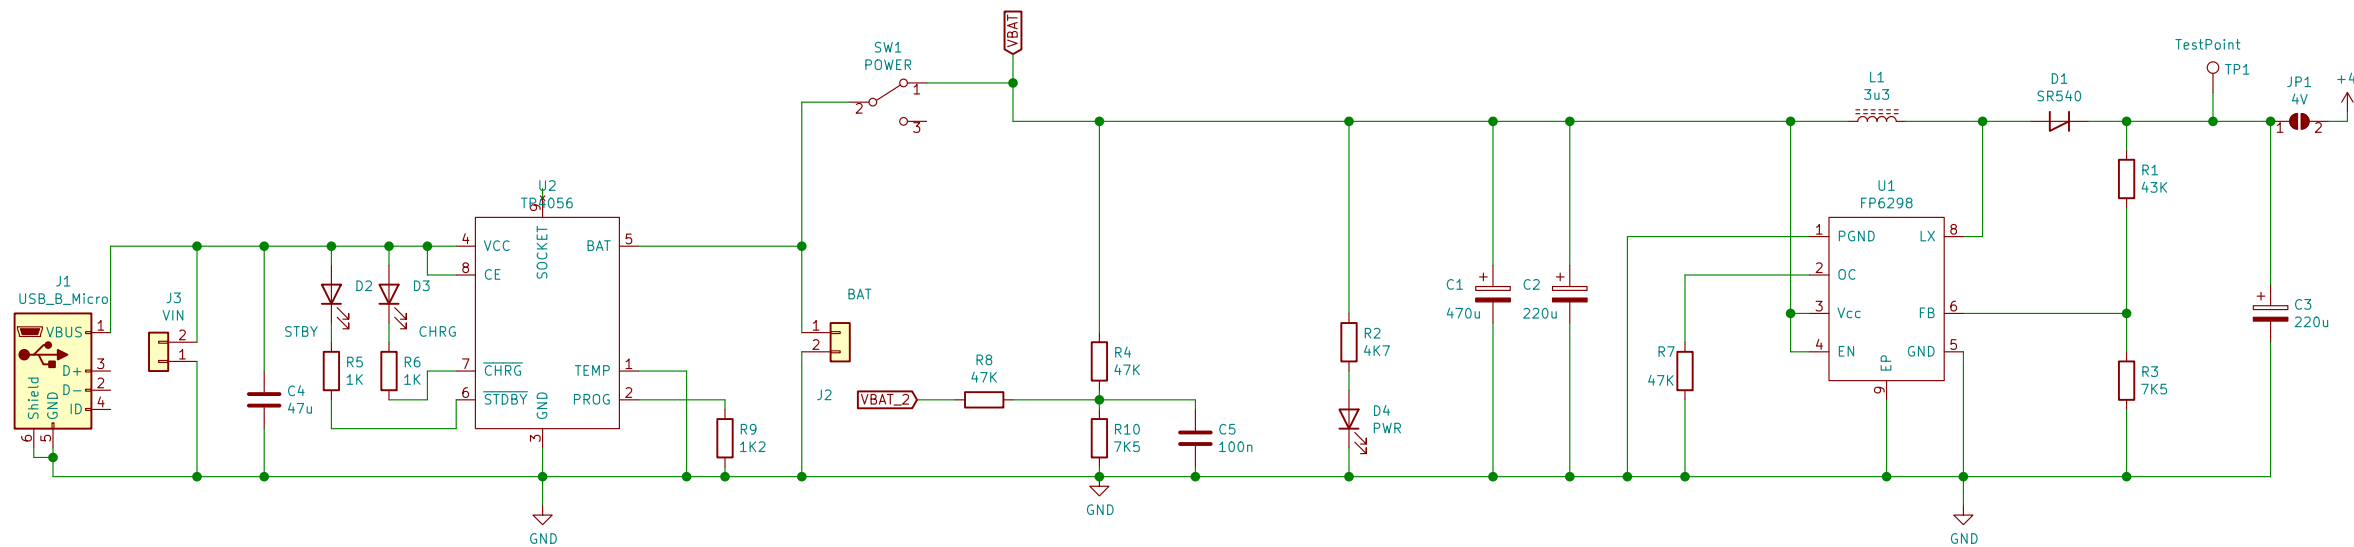 VBAT
SW1
POWER
1
2
3
TestPoint
TP1
L1
3u3
D1
SR540
JP1
4V
1
2
+4
R1
43K
U2
TP4056
9
SOCKET
4
VCC
8
CE
7
CHRG
6
STDBY
BAT
5
TEMP
1
PROG
2
GND
3
GND
J1
USB_B_Micro
VBUS
1
D+
3
D-
2
ID
4
Shield
GND
6
5
J3
VIN
2
1
D2
STBY
D3
CHRG
R5
1K
R6
1K
C4
47u
R9
1K2
BAT
1
2
J2
VBAT_2
R8
47K
R4
47K
R10
7K5
C5
100n
GND
R2
4K7
D4
PWR
C1
470u
+
C2
220u
+
R7
47K
U1
FP6298
1
PGND
2
OC
3
Vcc
4
EN
LX
8
FB
6
GND
5
EP
9
GND
R3
7K5
+
C3
220u